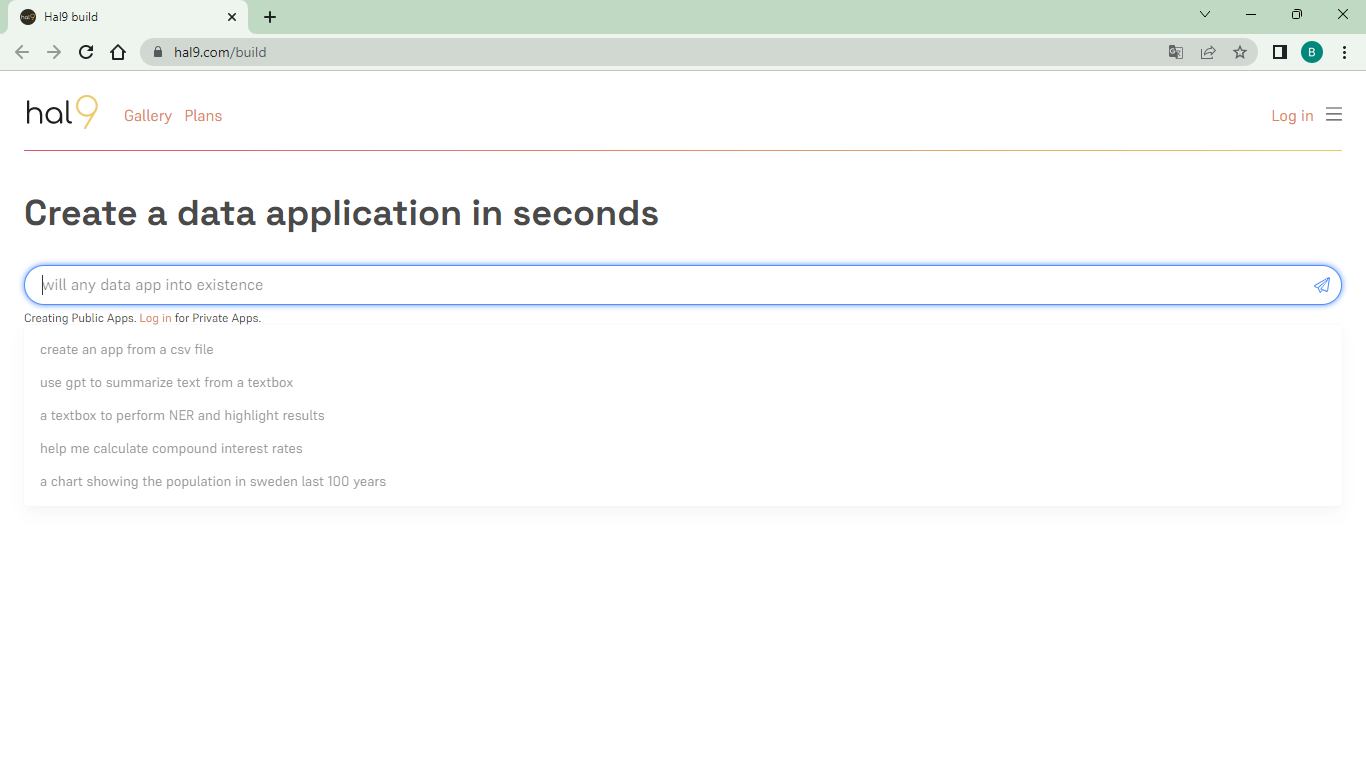 Hal9 build
hal9.com/build
B
hal9 Gallery Plans Log in
Create a data application in seconds
will any data app into existence
Creating Public Apps. Log in for Private Apps.
create an app from a csv file
use gpt to summarize text from a textbox
a textbox to perform NER and highlight results
help me calculate compound interest rates
a chart showing the population in sweden last 100 years